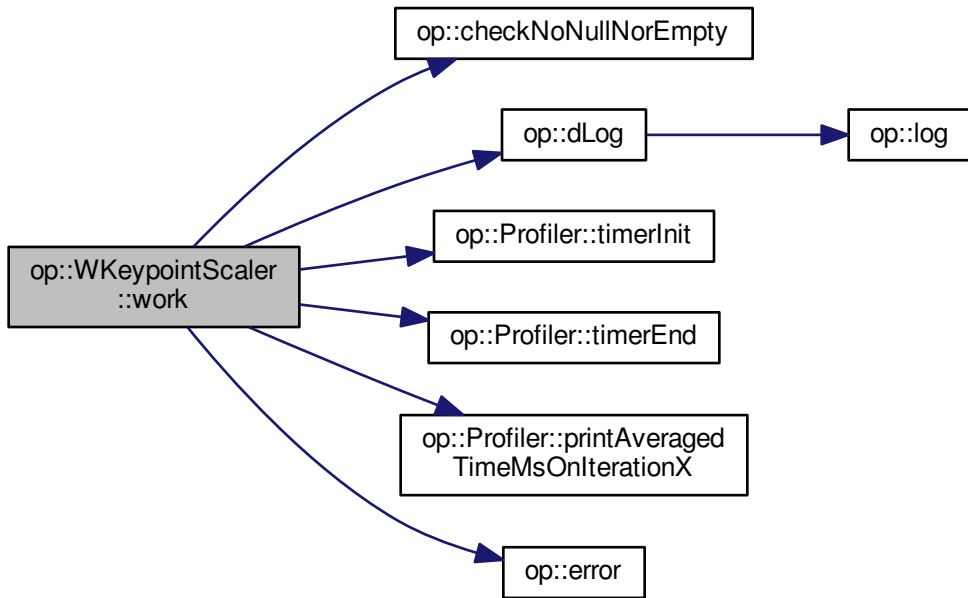 op::checkNoNullNorEmpty
op::dLog
op::log
op::Profiler::timerInit
op::WKeypointScaler
::work
op::Profiler::timerEnd
op::Profiler::printAveraged
TimeMsOnIterationX
op::error